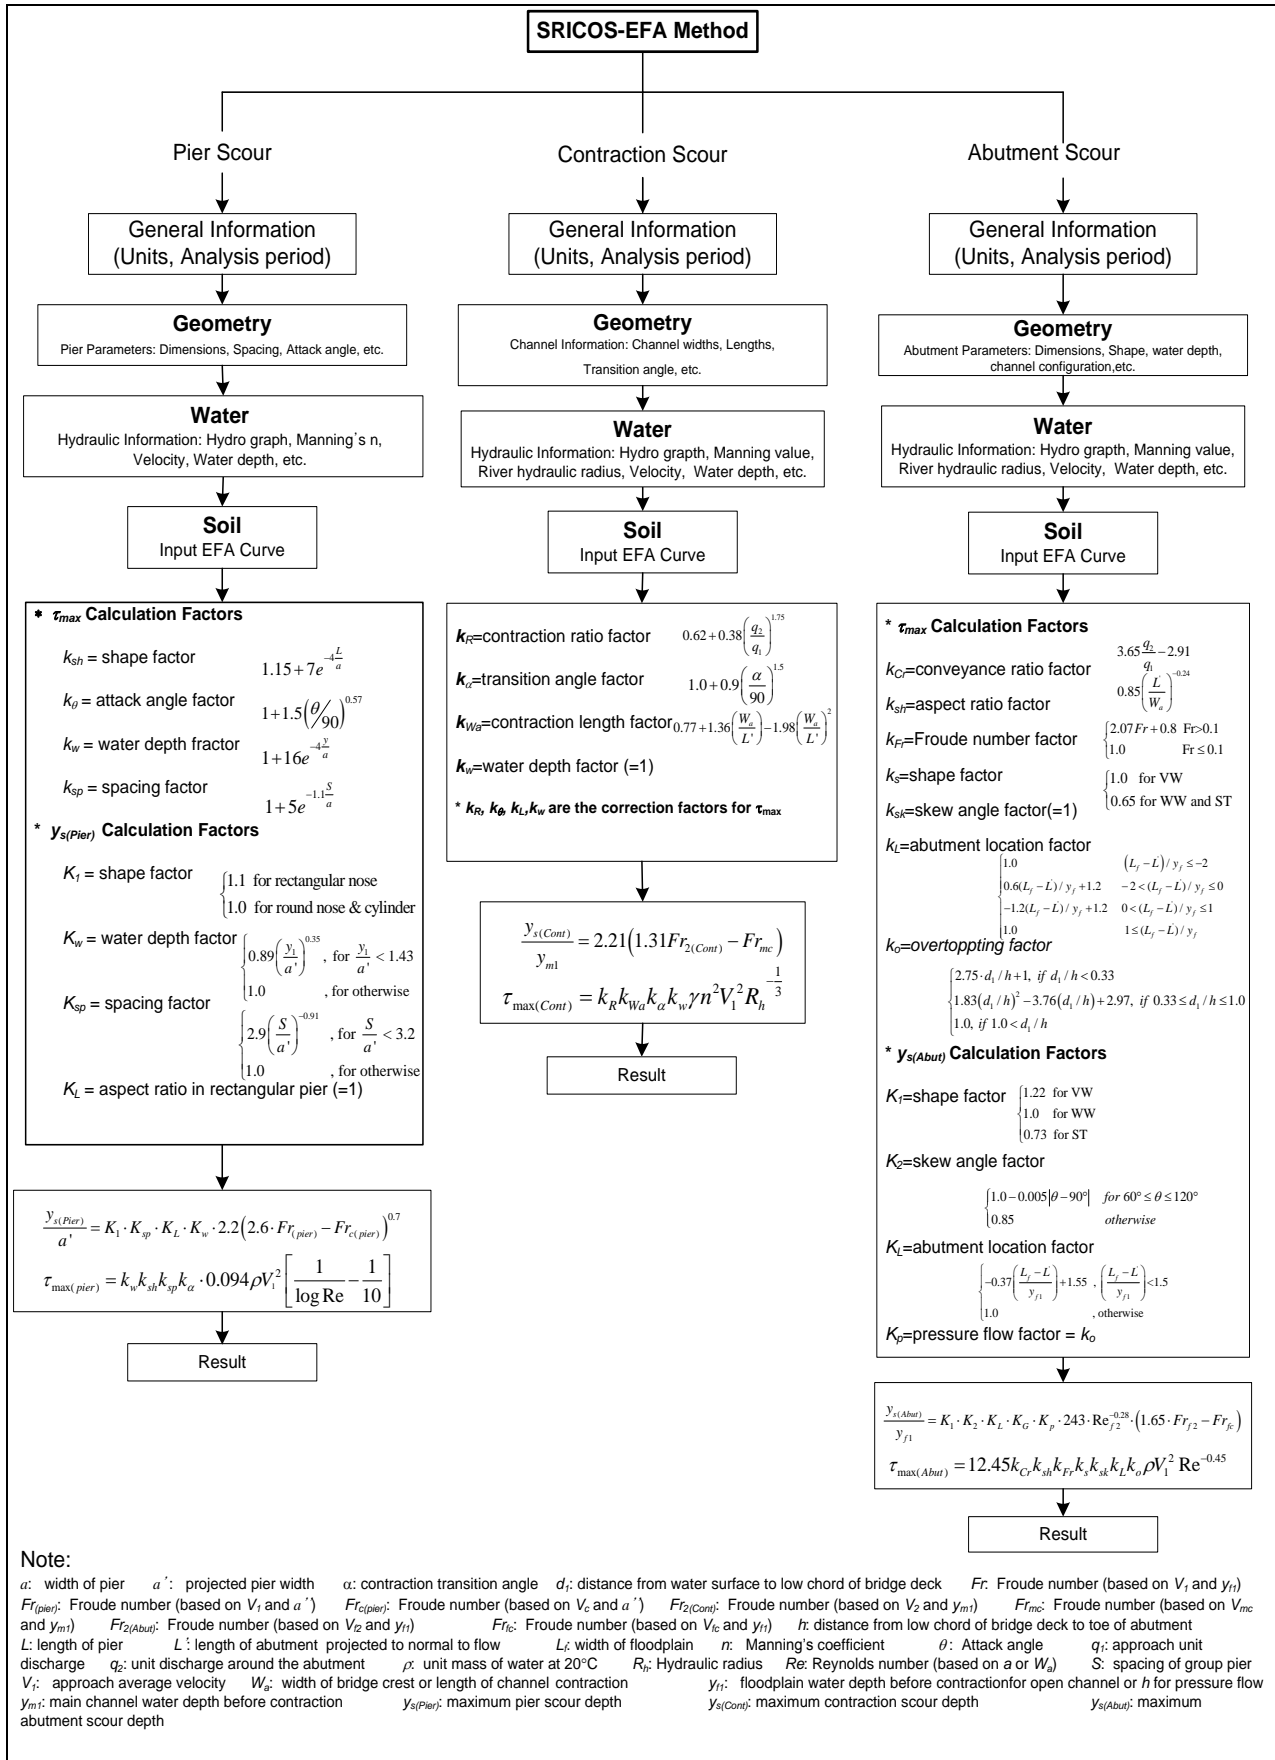 SRICOS-EFA Method
Pier Scour
General Information
(Units, Analysis period)
Geometry
Pier Parameters: Dimensions, Spacing, Attack angle, etc.
Water
Hydraulic Information: Hydro graph, Manning's n,
Velocity, Water depth, etc.
Soil
Input EFA Curve
* τmax Calculation Factors
ksh = shape factor 1.15+7e^(-4 L/a)
kθ = attack angle factor 1+1.5(θ/90)^0.57
kw = water depth fractor 1+16e^(-4 y/a)
ksp = spacing factor 1+5e^(-1.1 S/a)
* ys(Pier) Calculation Factors
K1 = shape factor
{1.1 for rectangular nose
1.0 for round nose & cylinder
Kw = water depth factor
{0.89(y1/a')^0.35 , for y1/a' < 1.43
1.0 , for otherwise
Ksp = spacing factor
{2.9(S/a')^-0.91 , for S/a' < 3.2
1.0 , for otherwise
KL = aspect ratio in rectangular pier (=1)
ys(Pier)/a' = K1 · Ksp · KL · Kw · 2.2(2.6 · Fr(pier) − Frc(pier))^0.7
τmax(pier) = kw ksh ksp kα · 0.094ρV1^2 [1/log Re − 1/10]
Result
Contraction Scour
General Information
(Units, Analysis period)
Geometry
Channel Information: Channel widths, Lengths,
Transition angle, etc.
Water
Hydraulic Information: Hydro graph, Manning value,
River hydraulic radius, Velocity, Water depth, etc.
Soil
Input EFA Curve
kR=contraction ratio factor 0.62+0.38(q2/q1)^1.75
kα=transition angle factor 1.0+0.9(α/90)^1.5
kWa=contraction length factor 0.77+1.36(Wa/L')−1.98(Wa/L')^2
kw=water depth factor (=1)
* kR, kθ, kL,kw are the correction factors for τmax
ys(Cont)/ym1 = 2.21(1.31Fr2(Cont) − Frmc)
τmax(Cont) = kR kWa kα kw γn^2 V1^2 Rh^(-1/3)
Result
Abutment Scour
General Information
(Units, Analysis period)
Geometry
Abutment Parameters: Dimensions, Shape, water depth,
channel configuration,etc.
Water
Hydraulic Information: Hydro graph, Manning value,
River hydraulic radius, Velocity, Water depth, etc.
Soil
Input EFA Curve
* τmax Calculation Factors
kCr=conveyance ratio factor 3.65 q2/q1 − 2.91
ksh=aspect ratio factor 0.85(L'/Wa)^-0.24
kFr=Froude number factor
{2.07Fr+0.8 Fr>0.1
1.0 Fr ≤ 0.1
ks=shape factor
{1.0 for VW
0.65 for WW and ST
ksk=skew angle factor(=1)
kL=abutment location factor
{1.0 (Lf − L')/yf ≤ −2
0.6(Lf − L')/yf +1.2 −2<(Lf − L')/yf ≤ 0
−1.2(Lf − L')/yf +1.2 0<(Lf − L')/yf ≤ 1
1.0 1≤(Lf − L')/yf
ko=overtoppting factor
{2.75·d1/h+1, if d1/h < 0.33
1.83(d1/h)^2 − 3.76(d1/h)+2.97, if 0.33 ≤ d1/h ≤ 1.0
1.0, if 1.0 < d1/h
* ys(Abut) Calculation Factors
K1=shape factor
{1.22 for VW
1.0 for WW
0.73 for ST
K2=skew angle factor
{1.0−0.005|θ−90°| for 60° ≤ θ ≤ 120°
0.85 otherwise
KL=abutment location factor
{−0.37((Lf − L')/yf1)+1.55 , ((Lf − L')/yf1)<1.5
1.0 , otherwise
Kp=pressure flow factor = ko
ys(Abut)/yf1 = K1 · K2 · KL · KG · Kp · 243 · Ref2^-0.28 · (1.65 · Frf2 − Frfc)
τmax(Abut) = 12.45kCr ksh kFr ks ksk kL ko ρV1^2 Re^-0.45
Result
Note:
a: width of pier a': projected pier width α: contraction transition angle d1: distance from water surface to low chord of bridge deck Fr: Froude number (based on V1 and yf1)
Fr(pier): Froude number (based on V1 and a') Frc(pier): Froude number (based on Vc and a') Fr2(Cont): Froude number (based on V2 and ym1) Frmc: Froude number (based on Vmc
and ym1) Fr2(Abut): Froude number (based on Vf2 and yf1) Frfc: Froude number (based on Vfc and yf1) h: distance from low chord of bridge deck to toe of abutment
L: length of pier L': length of abutment projected to normal to flow Lf: width of floodplain n: Manning's coefficient θ: Attack angle q1: approach unit
discharge q2: unit discharge around the abutment ρ: unit mass of water at 20°C Rh: Hydraulic radius Re: Reynolds number (based on a or Wa) S: spacing of group pier
V1: approach average velocity Wa: width of bridge crest or length of channel contraction yf1: floodplain water depth before contractionfor open channel or h for pressure flow
ym1: main channel water depth before contraction ys(Pier): maximum pier scour depth ys(Cont): maximum contraction scour depth ys(Abut): maximum
abutment scour depth